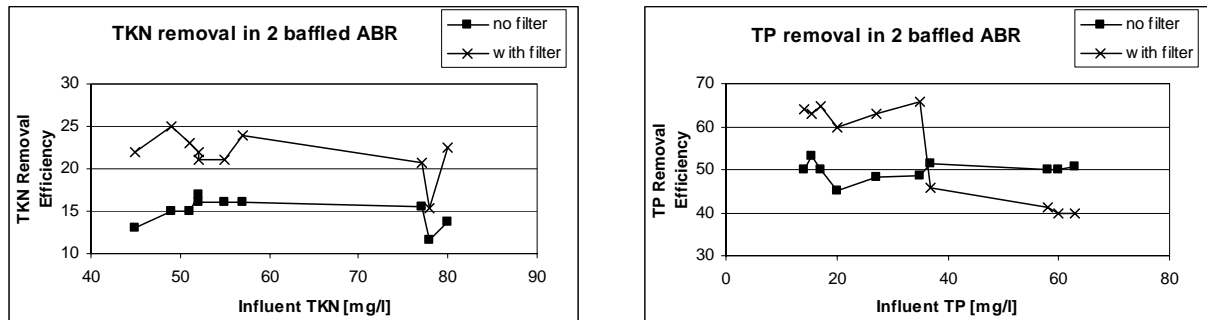 TKN removal in 2 baffled ABR
no filter
with filter
TKN Removal
Efficiency
30
25
20
15
10
40 50 60 70 80 90
Influent TKN [mg/l]
TP removal in 2 baffled ABR
no filter
with filter
TP Removal
Efficiency
70
60
50
40
30
0 20 40 60 80
Influent TP [mg/l]